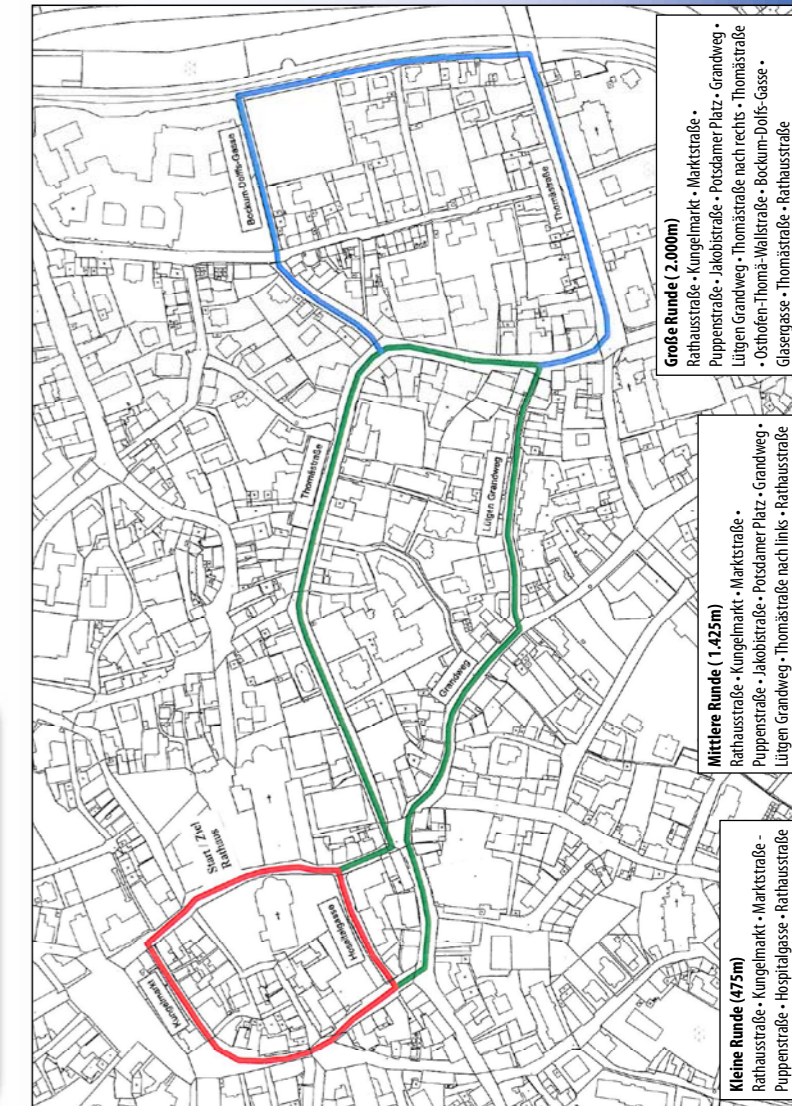 Bockum-Dolffs-Gasse
Thomästraße
Thomästraße
Lütgen Grandweg
Grandweg
Start / Ziel
Rathaus
Hospitalgasse
Kungelmarkt
Große Runde ( 2.000m)
Rathausstraße • Kungelmarkt • Marktstraße •
Puppenstraße • Jakobistraße • Potsdamer Platz • Grandweg •
Lütgen Grandweg • Thomästraße nach rechts • Thomästraße
• Osthofen-Thomä-Wallstraße • Bockum-Dolfs-Gasse •
Glasergasse • Thomästraße • Rathausstraße
Mittlere Runde ( 1.425m)
Rathausstraße • Kungelmarkt • Marktstraße •
Puppenstraße • Jakobistraße • Potsdamer Platz • Grandweg •
Lütgen Grandweg • Thomästraße nach links • Rathausstraße
Kleine Runde (475m)
Rathausstraße • Kungelmarkt • Marktstraße -
Puppenstraße • Hospitalgasse • Rathausstraße